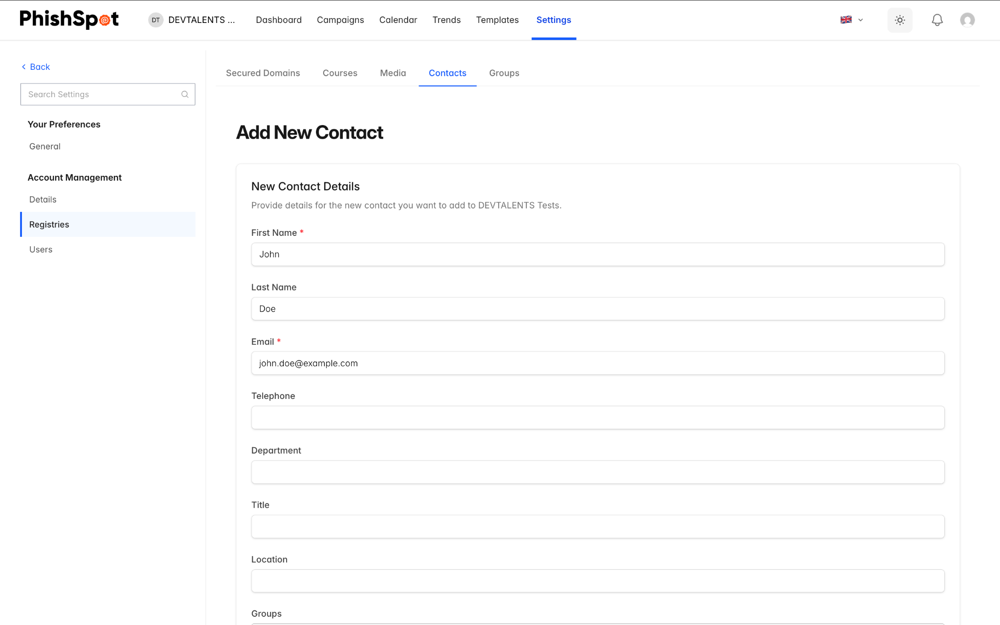 PhishSpot
DT DEVTALENTS ... Dashboard Campaigns Calendar Trends Templates Settings
Back
Search Settings
Your Preferences
General
Account Management
Details
Registries
Users
Secured Domains Courses Media Contacts Groups
Add New Contact
New Contact Details
Provide details for the new contact you want to add to DEVTALENTS Tests.
First Name *
John
Last Name
Doe
Email *
john.doe@example.com
Telephone
Department
Title
Location
Groups